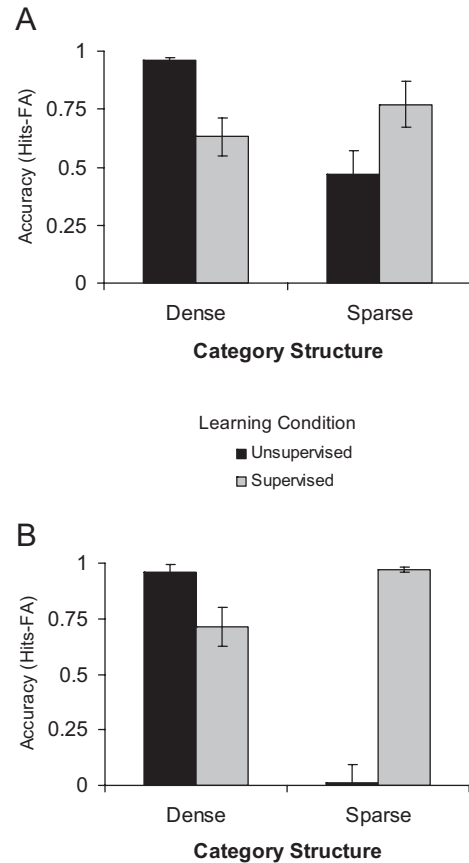 A
Accuracy (Hits-FA)
1
0.75
0.5
0.25
0
Dense Sparse
Category Structure
Learning Condition
Unsupervised
Supervised
B
Accuracy (Hits-FA)
1
0.75
0.5
0.25
0
Dense Sparse
Category Structure